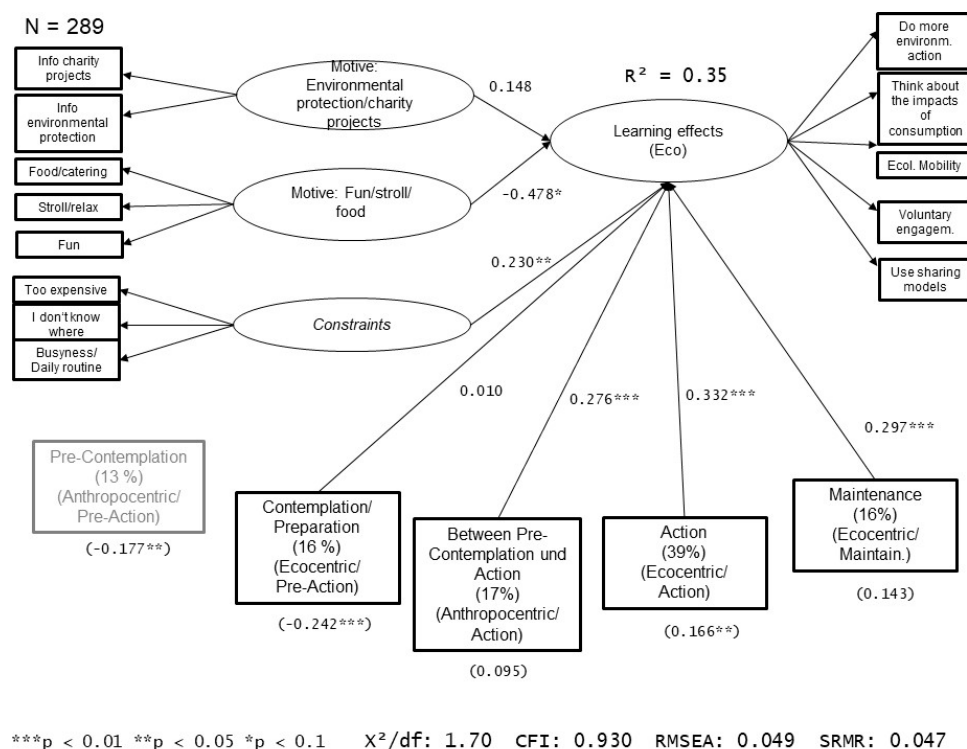 N = 289
Info charity
projects
Info
environmental
protection
Food/catering
Stroll/relax
Fun
Too expensive
I don't know
where
Busyness/
Daily routine
Motive:
Environmental
protection/charity
projects
Motive: Fun/stroll/
food
Constraints
0.148
-0.478*
0.230**
R² = 0.35
Learning effects
(Eco)
Do more
environm.
action
Think about
the impacts
of
consumption
Ecol. Mobility
Voluntary
engagem.
Use sharing
models
0.010
0.276***
0.332***
0.297***
Pre-Contemplation
(13 %)
(Anthropocentric/
Pre-Action)
(-0.177**)
Contemplation/
Preparation
(16 %)
(Ecocentric/
Pre-Action)
(-0.242***)
Between Pre-
Contemplation und
Action
(17%)
(Anthropocentric/
Action)
(0.095)
Action
(39%)
(Ecocentric/
Action)
(0.166**)
Maintenance
(16%)
(Ecocentric/
Maintain.)
(0.143)
***p < 0.01 **p < 0.05 *p < 0.1 X²/df: 1.70 CFI: 0.930 RMSEA: 0.049 SRMR: 0.047